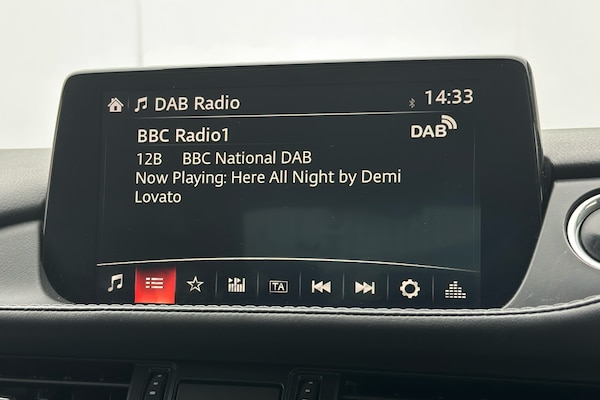 DAB Radio 14:33
BBC Radio1 DAB
12B BBC National DAB
Now Playing: Here All Night by Demi
Lovato
TA